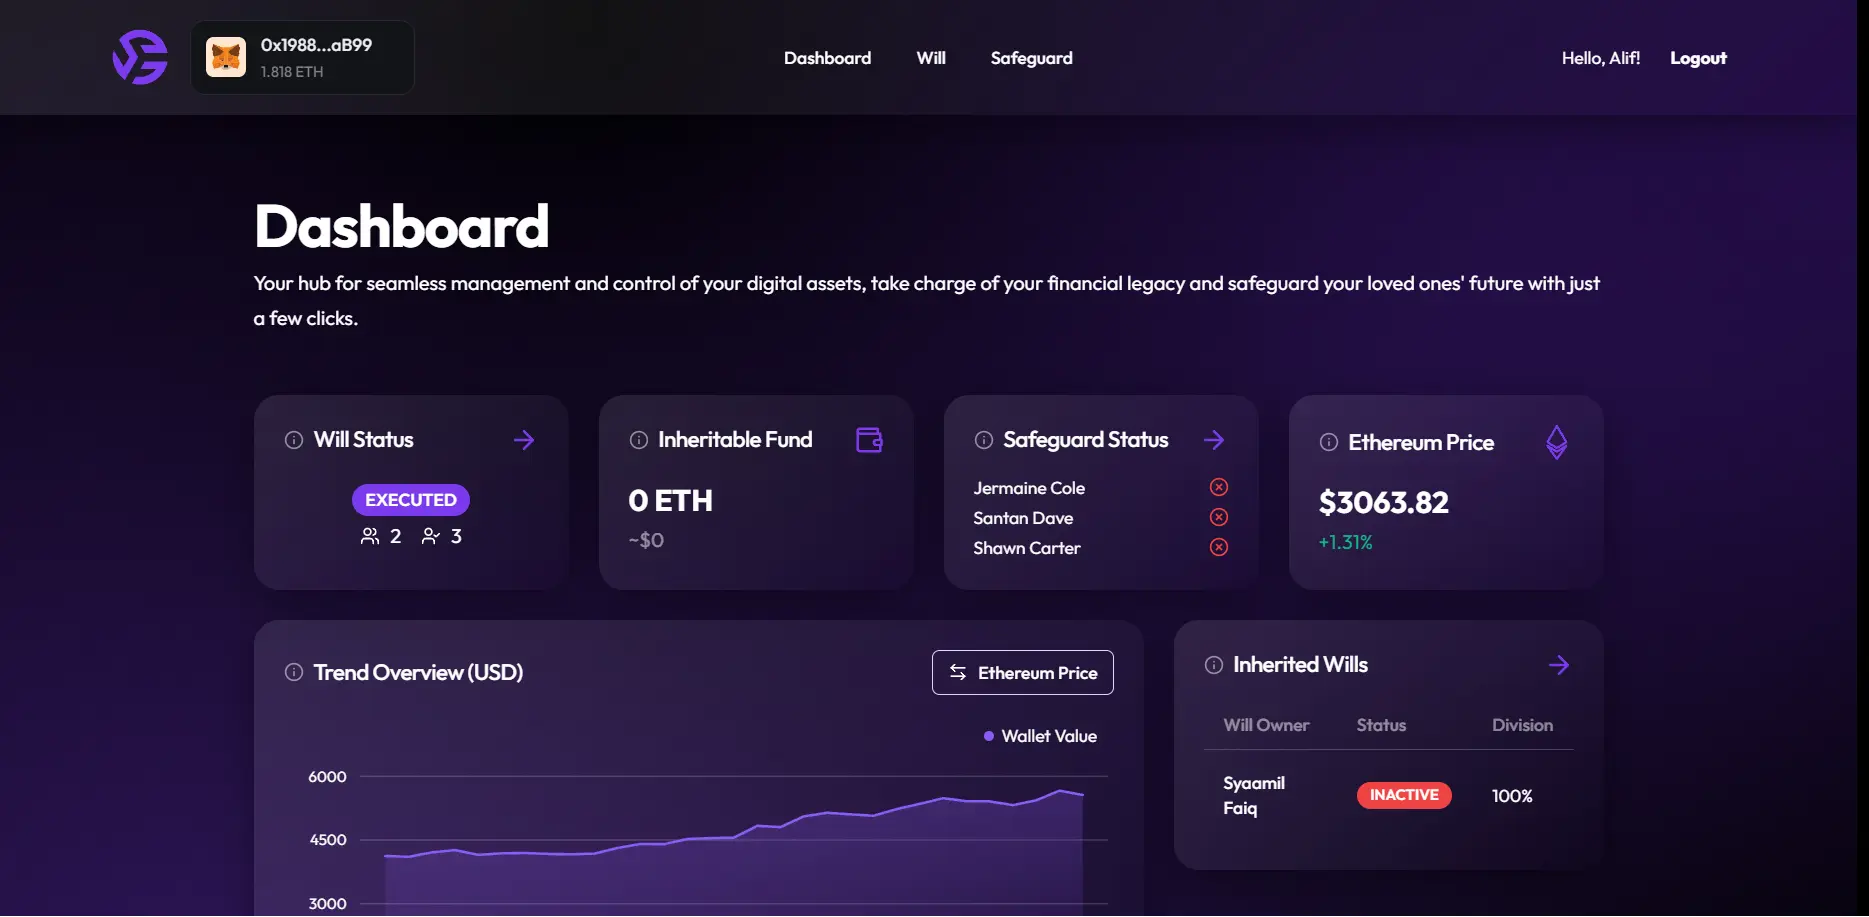 0x1988...aB99
1.818 ETH
Dashboard
Will
Safeguard
Hello, Alif!
Logout
Dashboard
Your hub for seamless management and control of your digital assets, take charge of your financial legacy and safeguard your loved ones' future with just
a few clicks.
Will Status
EXECUTED
2
3
Inheritable Fund
0 ETH
~$0
Safeguard Status
Jermaine Cole
Santan Dave
Shawn Carter
Ethereum Price
$3063.82
+1.31%
Trend Overview (USD)
Ethereum Price
Wallet Value
6000
4500
3000
Inherited Wills
Will Owner Status Division
Syaamil
Faiq
INACTIVE
100%